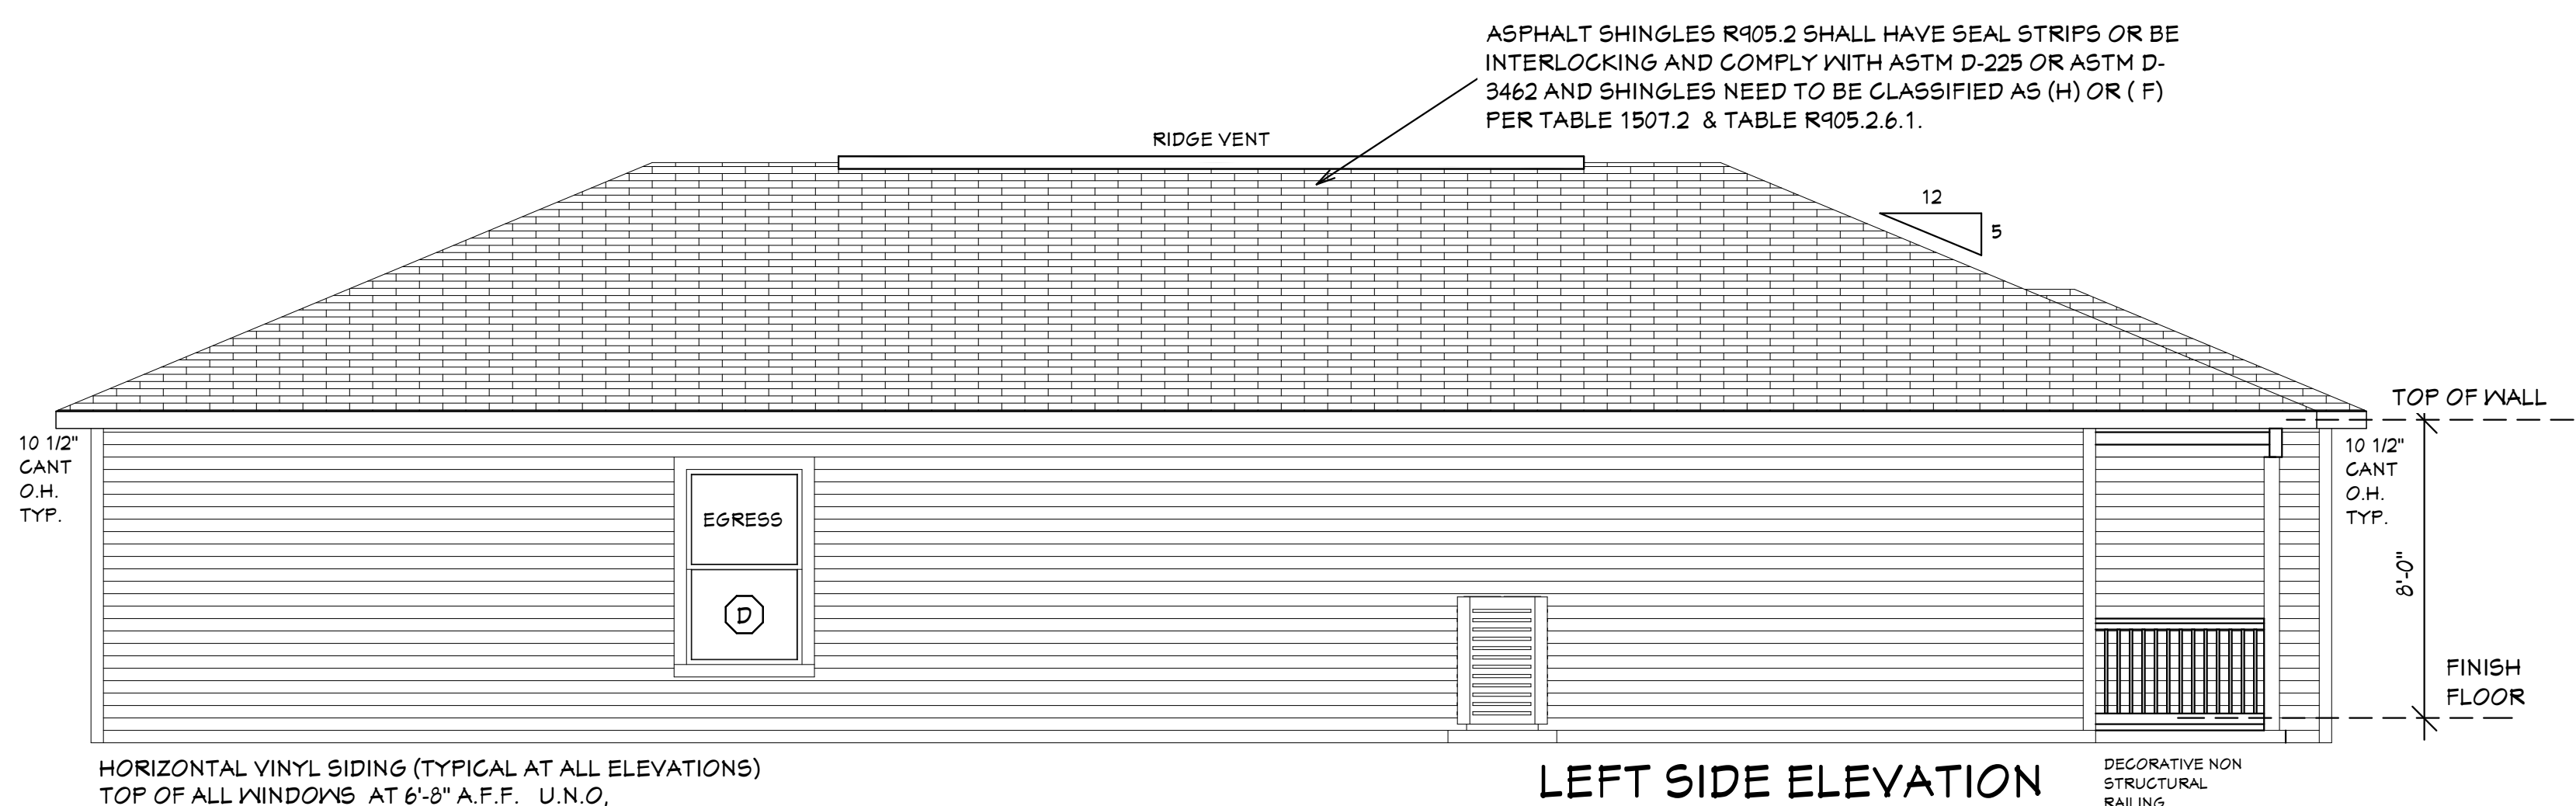 ASPHALT SHINGLES R905.2 SHALL HAVE SEAL STRIPS OR BE
INTERLOCKING AND COMPLY WITH ASTM D-225 OR ASTM D-
3462 AND SHINGLES NEED TO BE CLASSIFIED AS (H) OR ( F)
PER TABLE 1507.2 & TABLE R905.2.6.1.
RIDGE VENT
12
5
TOP OF WALL
10 1/2"
CANT
O.H.
TYP.
10 1/2"
CANT
O.H.
TYP.
EGRESS
D
8'-0"
FINISH
FLOOR
HORIZONTAL VINYL SIDING (TYPICAL AT ALL ELEVATIONS)
TOP OF ALL WINDOWS AT 6'-8" A.F.F. U.N.O,
LEFT SIDE ELEVATION
DECORATIVE NON
STRUCTURAL
RAILING